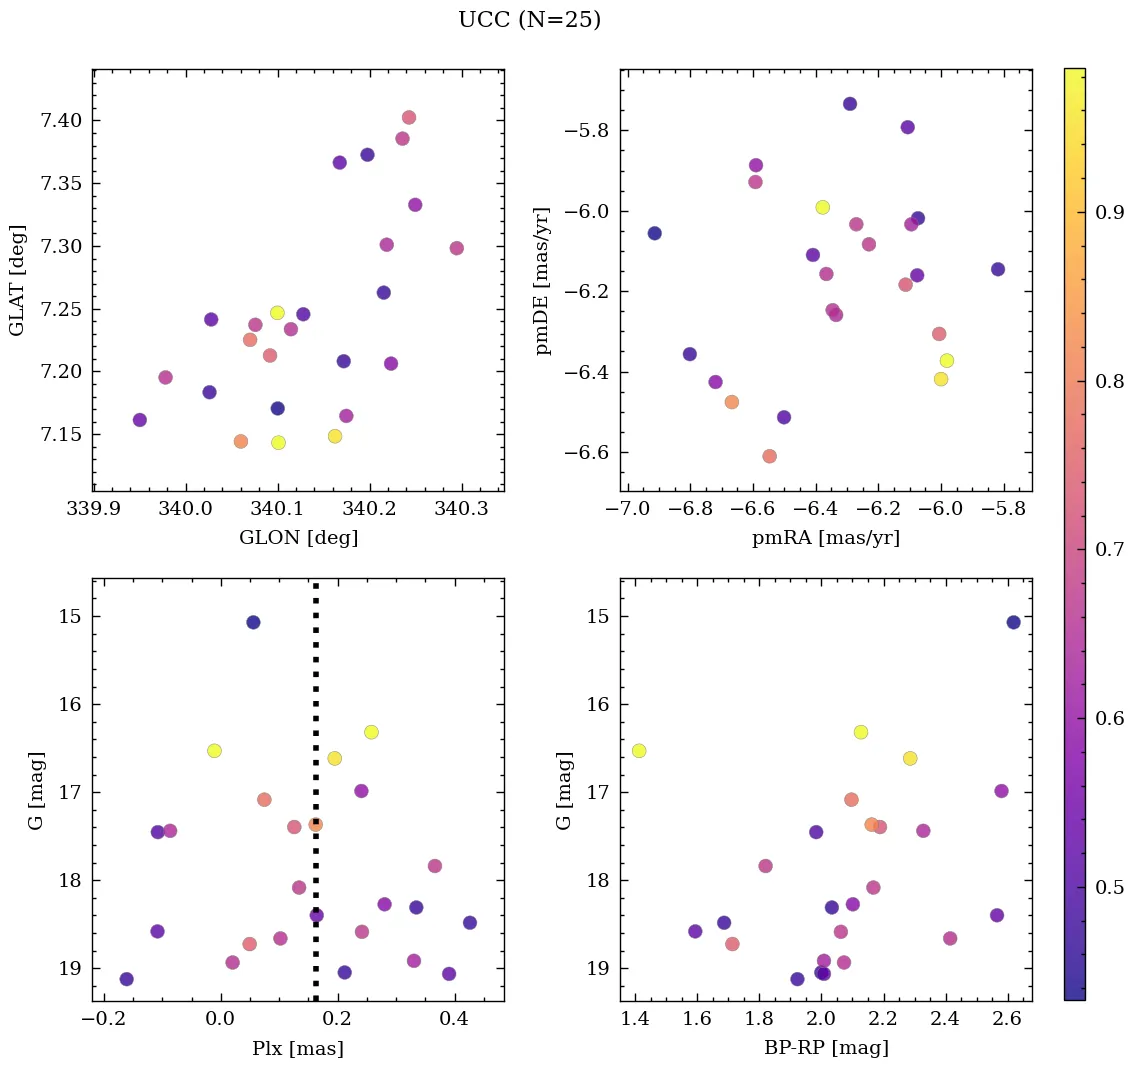 UCC (N=25)
7.40
7.35
7.30
7.25
7.20
7.15
GLAT [deg]
339.9 340.0 340.1 340.2 340.3
GLON [deg]
−5.8
−6.0
−6.2
−6.4
−6.6
pmDE [mas/yr]
−7.0 −6.8 −6.6 −6.4 −6.2 −6.0 −5.8
pmRA [mas/yr]
15
16
17
18
19
G [mag]
−0.2 0.0 0.2 0.4
Plx [mas]
15
16
17
18
19
G [mag]
1.4 1.6 1.8 2.0 2.2 2.4 2.6
BP-RP [mag]
0.9
0.8
0.7
0.6
0.5